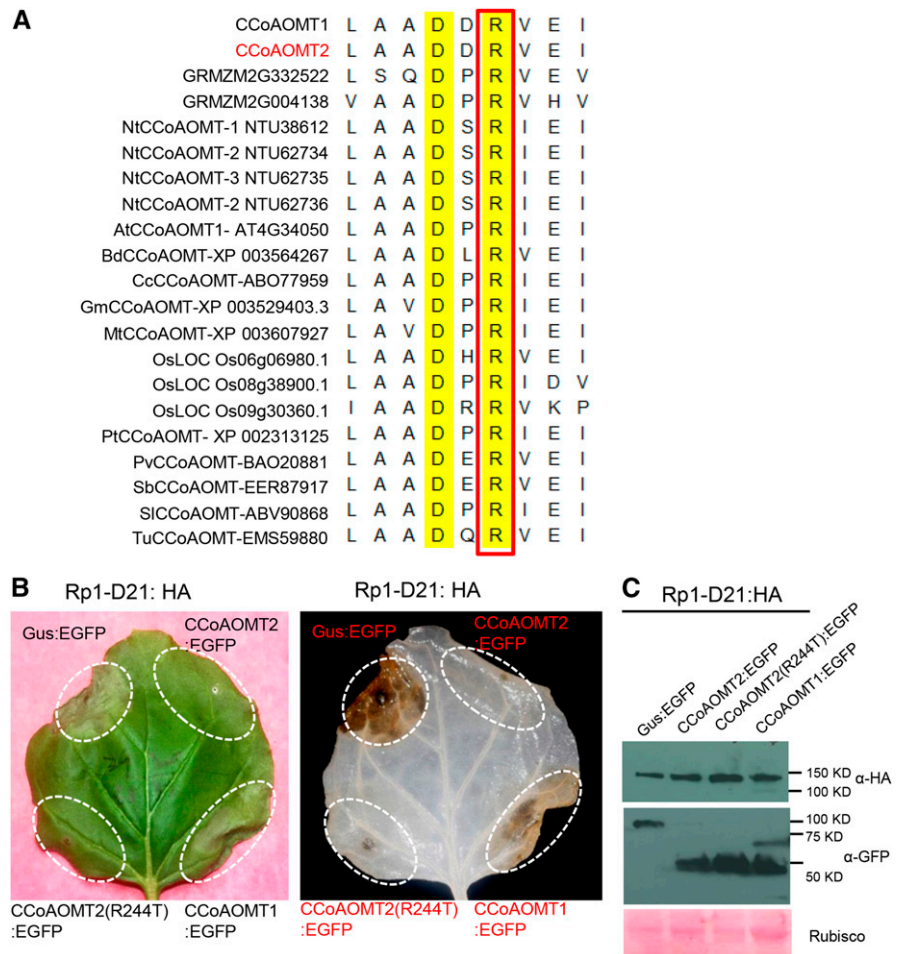 A
CCoAOMT1 L A A D D R V E I
CCoAOMT2 L A A D D R V E I
GRMZM2G332522 L S Q D P R V E V
GRMZM2G004138 V A A D P R V H V
NtCCoAOMT-1 NTU38612 L A A D S R I E I
NtCCoAOMT-2 NTU62734 L A A D S R I E I
NtCCoAOMT-3 NTU62735 L A A D S R I E I
NtCCoAOMT-2 NTU62736 L A A D S R I E I
AtCCoAOMT1- AT4G34050 L A A D P R I E I
BdCCoAOMT-XP 003564267 L A A D L R V E I
CcCCoAOMT-ABO77959 L A A D P R I E I
GmCCoAOMT-XP 003529403.3 L A V D P R I E I
MtCCoAOMT-XP 003607927 L A V D P R I E I
OsLOC Os06g06980.1 L A A D H R V E I
OsLOC Os08g38900.1 L A A D P R I D V
OsLOC Os09g30360.1 I A A D R R V K P
PtCCoAOMT- XP 002313125 L A A D P R I E I
PvCCoAOMT-BAO20881 L A A D E R V E I
SbCCoAOMT-EER87917 L A A D E R V E I
SlCCoAOMT-ABV90868 L A A D P R I E I
TuCCoAOMT-EMS59880 L A A D Q R V E I
B
Rp1-D21: HA
Gus:EGFP
CCoAOMT2
:EGFP
CCoAOMT2(R244T)
:EGFP
CCoAOMT1
:EGFP
Rp1-D21: HA
Gus:EGFP
CCoAOMT2
:EGFP
CCoAOMT2(R244T)
:EGFP
CCoAOMT1
:EGFP
C
Rp1-D21:HA
Gus:EGFP
CCoAOMT2:EGFP
CCoAOMT2(R244T):EGFP
CCoAOMT1:EGFP
150 KD
α-HA
100 KD
100 KD
75 KD
α-GFP
50 KD
Rubisco